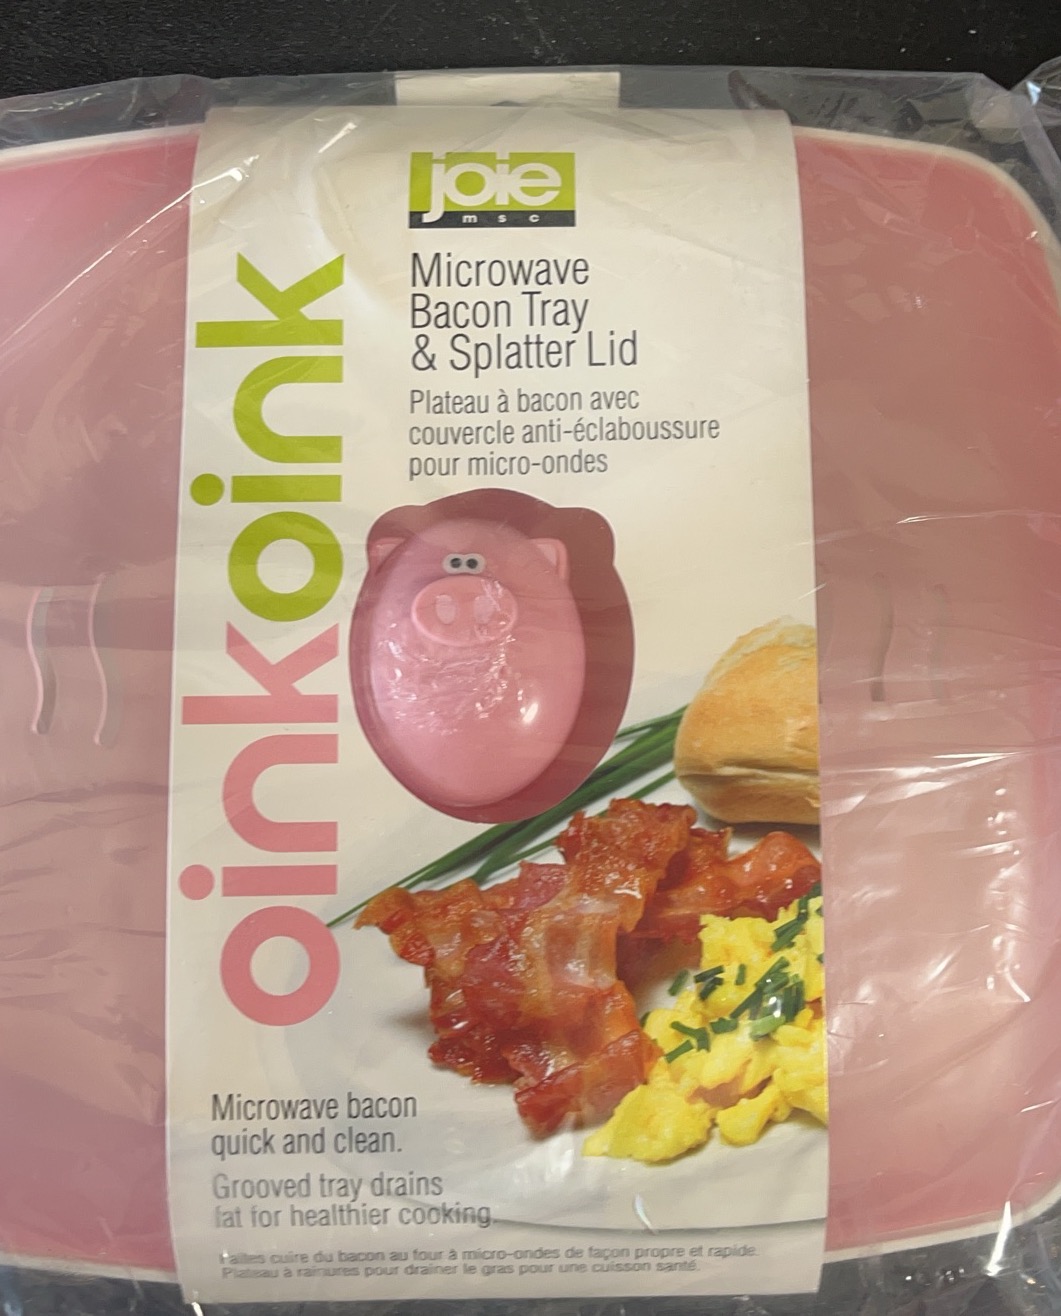 joie
msc
oinkoink
Microwave
Bacon Tray
& Splatter Lid
Plateau à bacon avec
couvercle anti-éclaboussure
pour micro-ondes
Microwave bacon
quick and clean.
Grooved tray drains
fat for healthier cooking.
Faites cuire du bacon au four à micro-ondes de façon propre et rapide.
Plateau à rainures pour drainer le gras pour une cuisson santé.